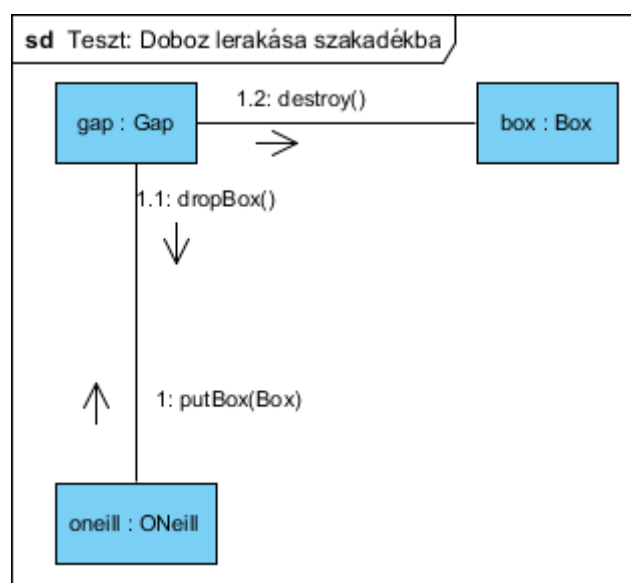 sd Teszt: Doboz lerakása szakadékba
1.2: destroy()
gap : Gap
box : Box
1.1: dropBox()
1: putBox(Box)
oneill : ONeill